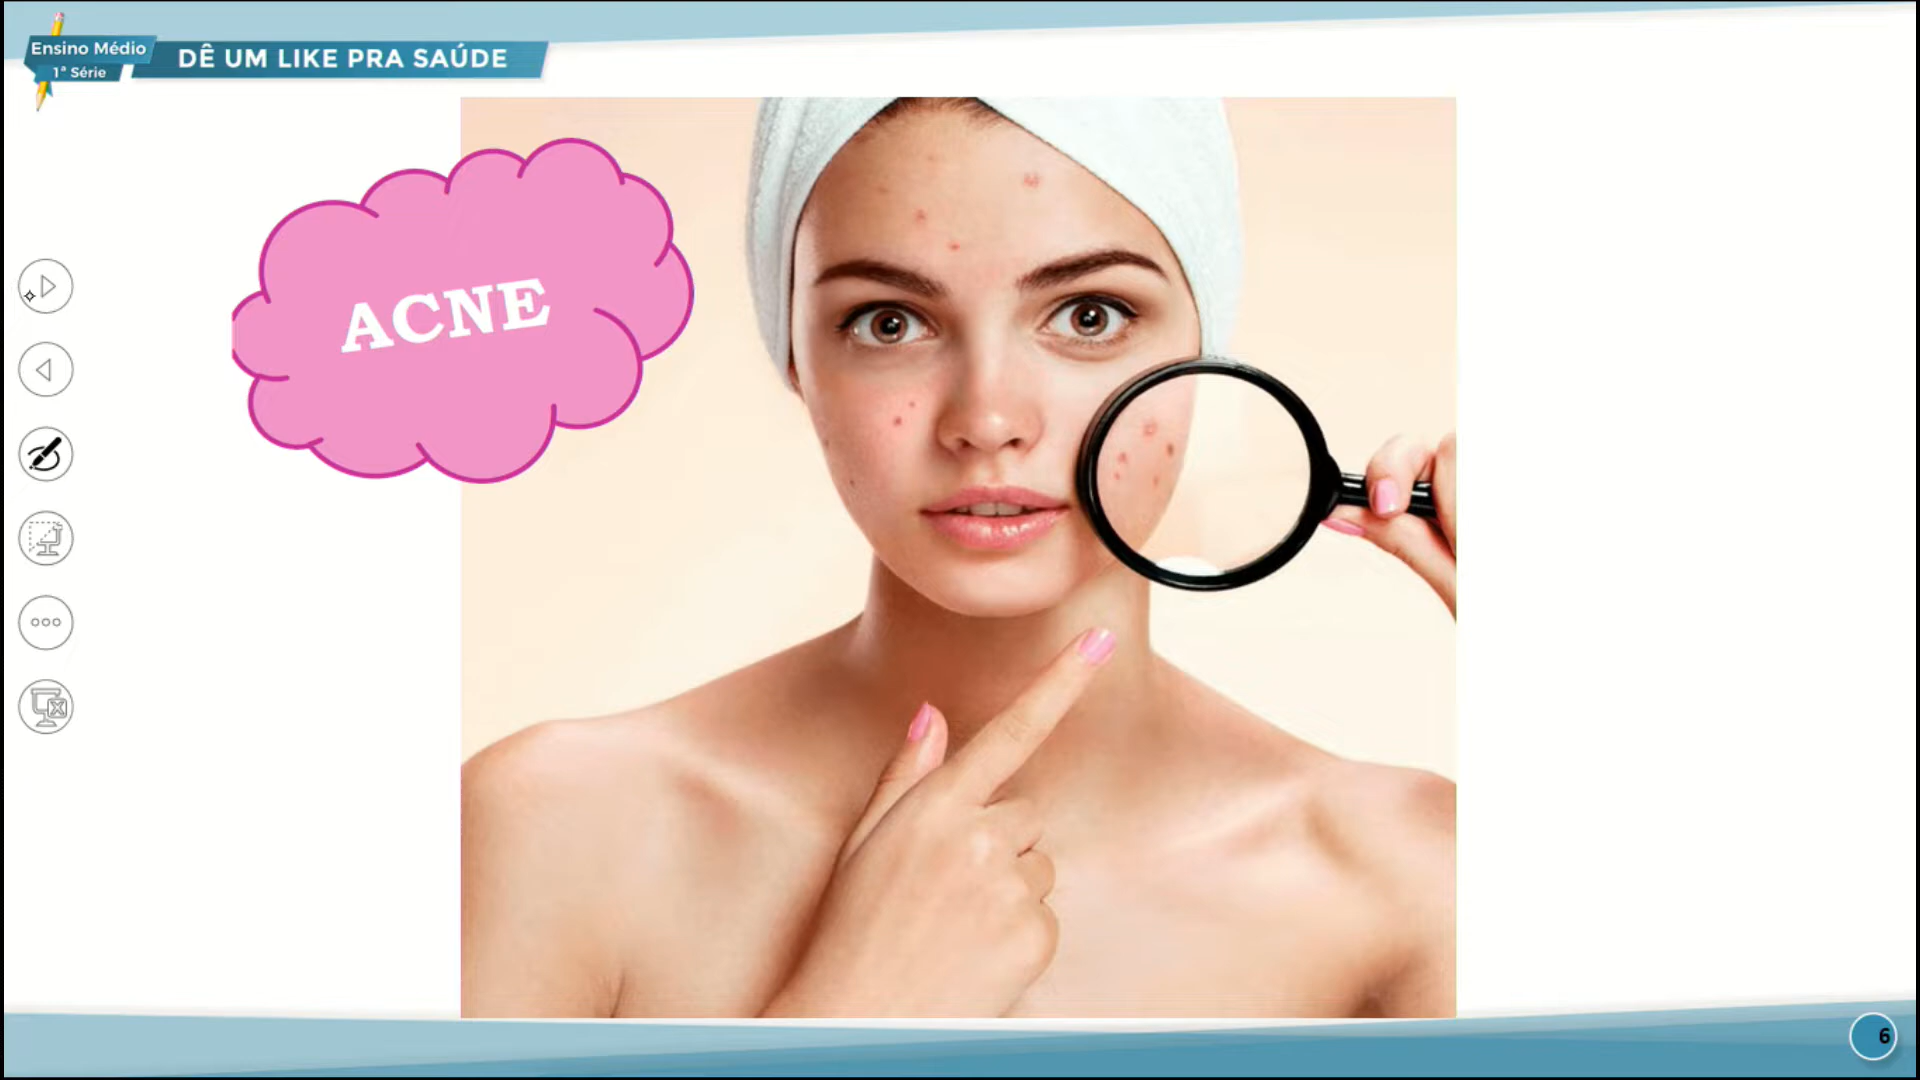 Ensino Médio
1ª Série
DÊ UM LIKE PRA SAÚDE
ACNE
6